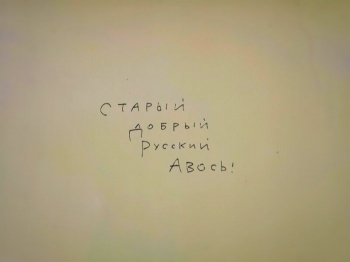 Старый
добрый
русский
Авось!